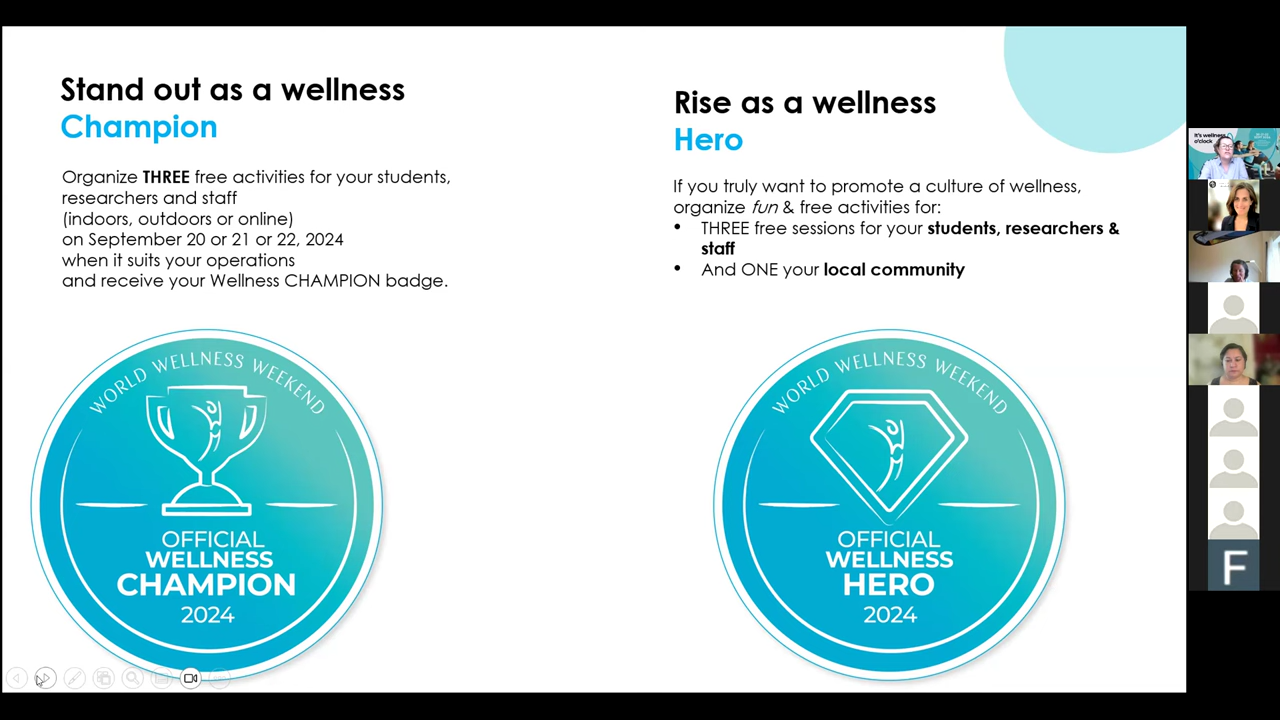 Stand out as a wellness
Champion
Organize THREE free activities for your students,
researchers and staff
(indoors, outdoors or online)
on September 20 or 21 or 22, 2024
when it suits your operations
and receive your Wellness CHAMPION badge.
WORLD WELLNESS WEEKEND
OFFICIAL
WELLNESS
CHAMPION
2024
Rise as a wellness
Hero
If you truly want to promote a culture of wellness,
organize fun & free activities for:
• THREE free sessions for your students, researchers &
staff
• And ONE your local community
WORLD WELLNESS WEEKEND
OFFICIAL
WELLNESS
HERO
2024
It's wellness
o'clock
F